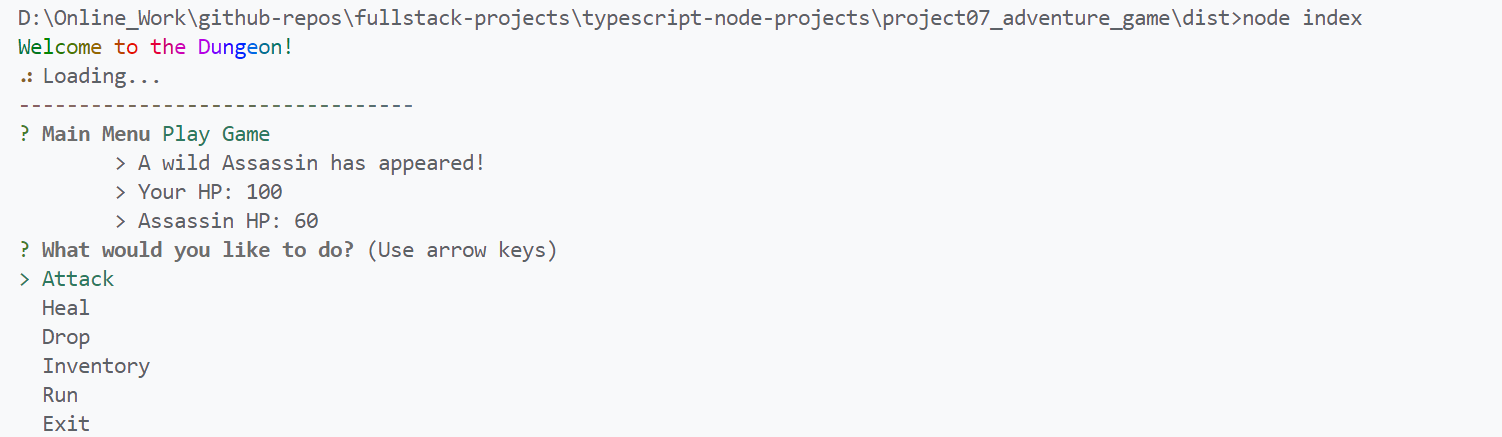 D:\Online_Work\github-repos\fullstack-projects\typescript-node-projects\project07_adventure_game\dist>node index
Welcome to the Dungeon!
⠴ Loading...
---------------------------------
? Main Menu Play Game
> A wild Assassin has appeared!
> Your HP: 100
> Assassin HP: 60
? What would you like to do? (Use arrow keys)
> Attack
Heal
Drop
Inventory
Run
Exit